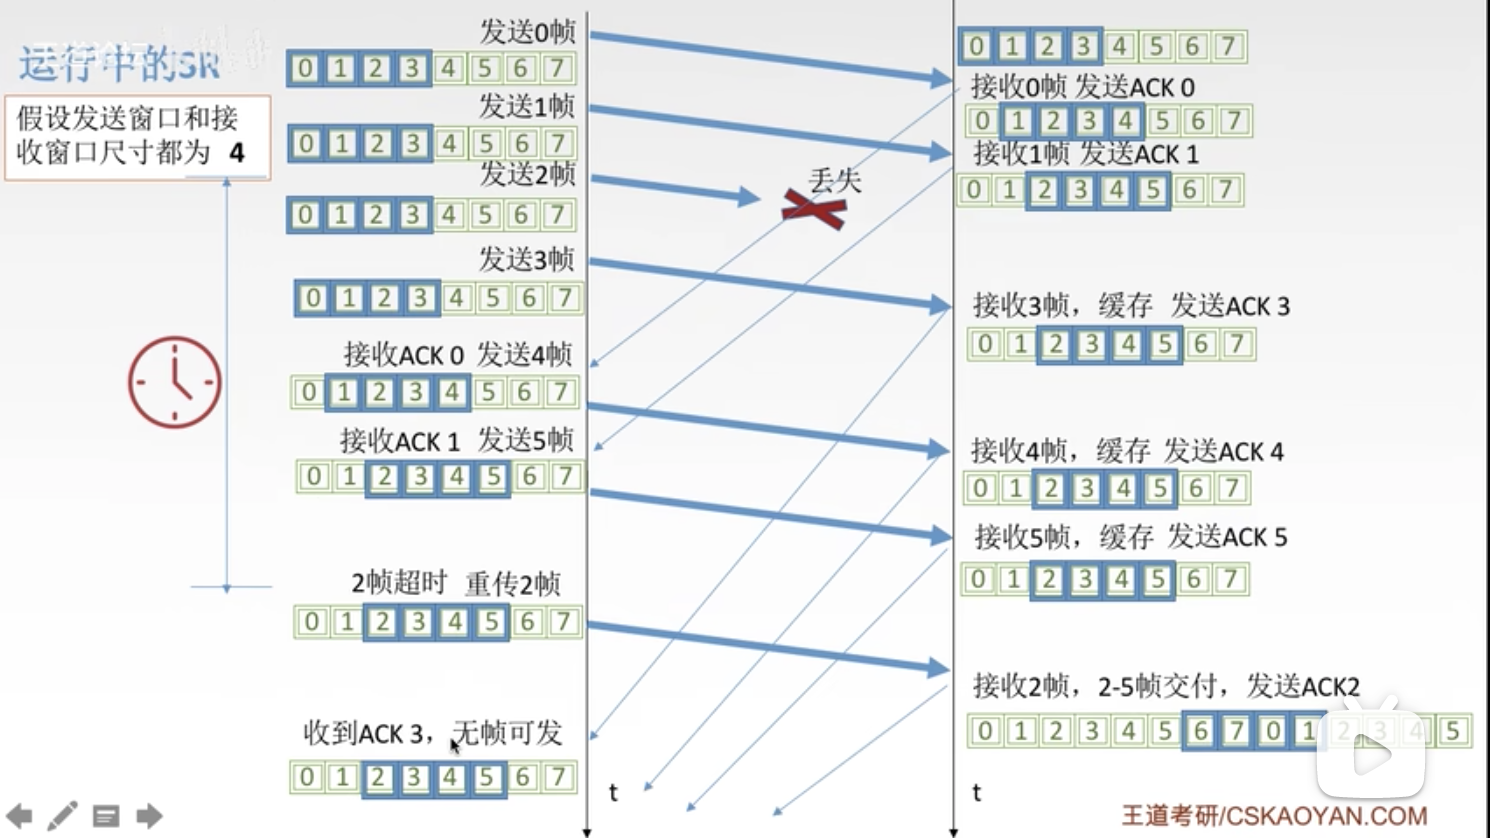 运行中的SR
假设发送窗口和接
收窗口尺寸都为 4
发送0帧
0 1 2 3 4 5 6 7
发送1帧
0 1 2 3 4 5 6 7
发送2帧
0 1 2 3 4 5 6 7
发送3帧
0 1 2 3 4 5 6 7
接收ACK 0 发送4帧
0 1 2 3 4 5 6 7
接收ACK 1 发送5帧
0 1 2 3 4 5 6 7
2帧超时 重传2帧
0 1 2 3 4 5 6 7
收到ACK 3，无帧可发
0 1 2 3 4 5 6 7
丢失
t
0 1 2 3 4 5 6 7
接收0帧 发送ACK 0
0 1 2 3 4 5 6 7
接收1帧 发送ACK 1
0 1 2 3 4 5 6 7
接收3帧，缓存 发送ACK 3
0 1 2 3 4 5 6 7
接收4帧，缓存 发送ACK 4
0 1 2 3 4 5 6 7
接收5帧，缓存 发送ACK 5
0 1 2 3 4 5 6 7
接收2帧，2-5帧交付，发送ACK2
0 1 2 3 4 5 6 7 0 1 2 3 4 5
t
王道考研/CSKAOYAN.COM